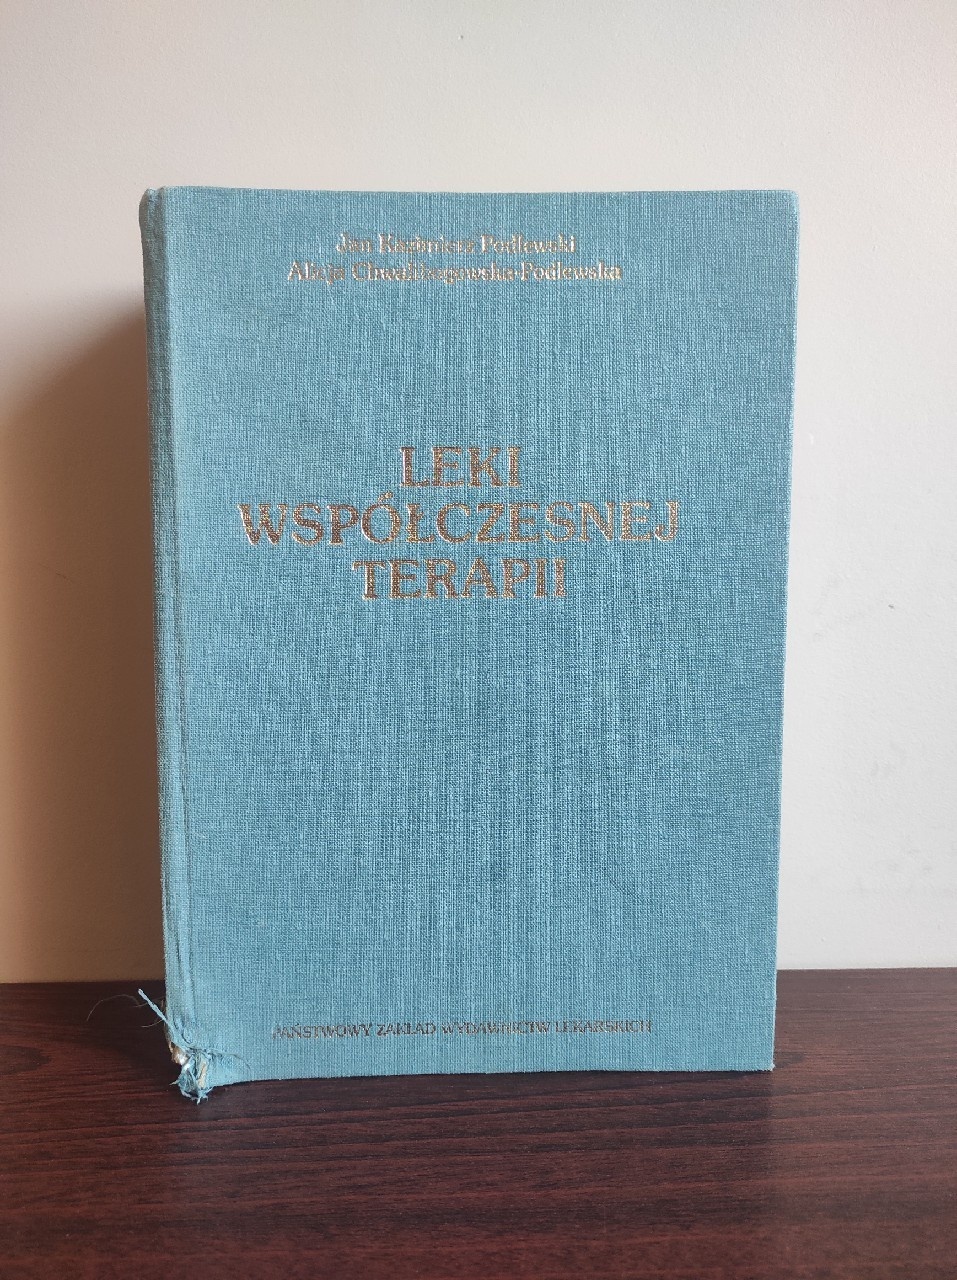 Jan Kazimierz Podlewski
Alicja Chwalibogowska-Podlewska
LEKI
WSPÓŁCZESNEJ
TERAPII
PAŃSTWOWY ZAKŁAD WYDAWNICTW LEKARSKICH